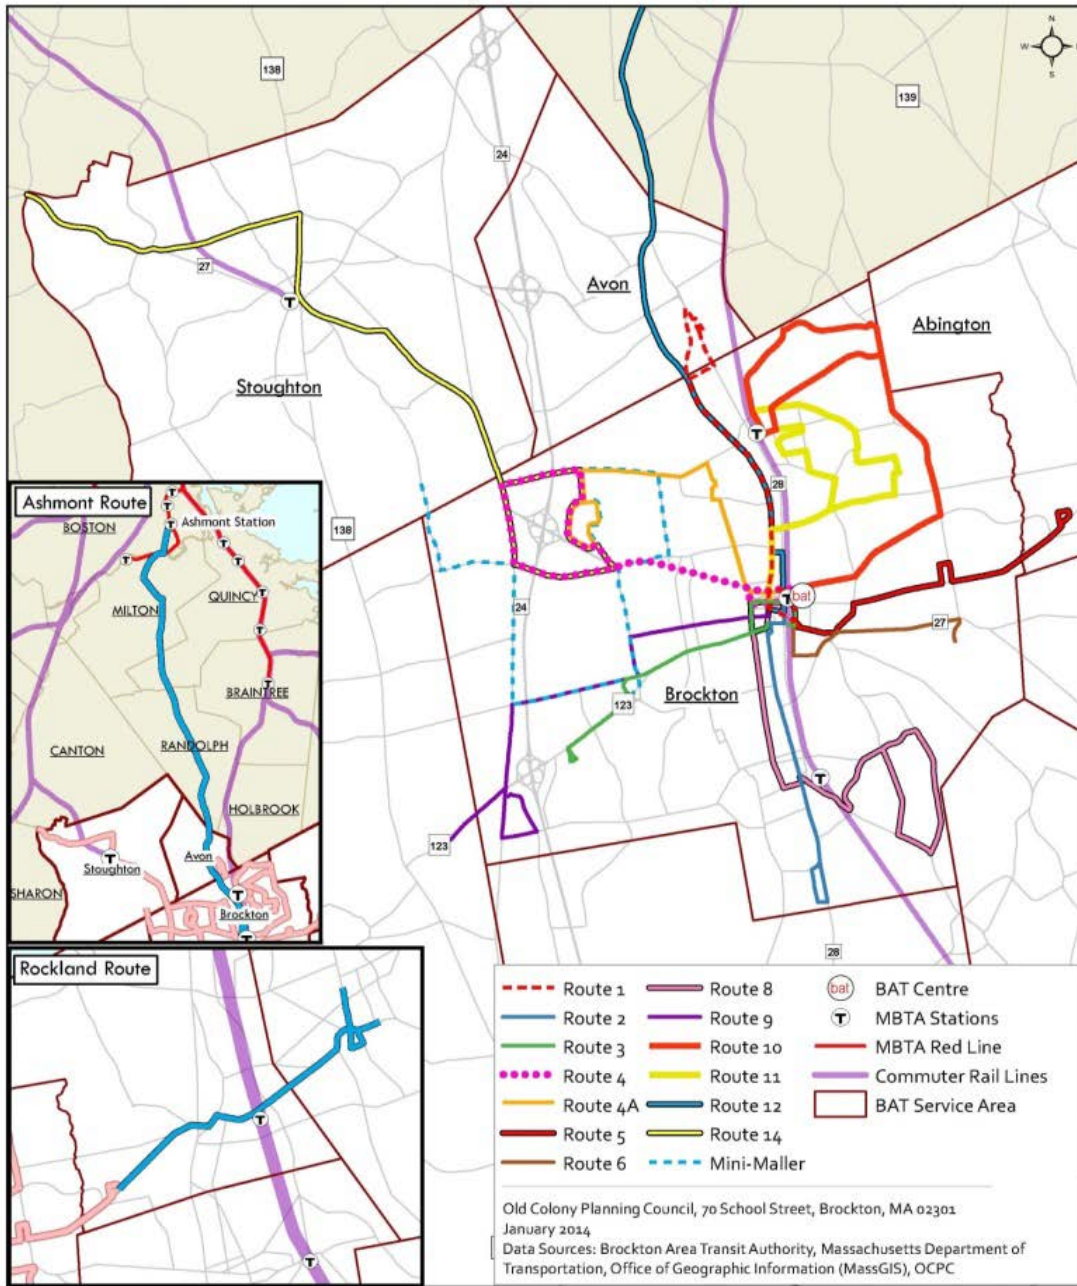 N
W
S
138
139
24
27
Avon
Abington
Stoughton
28
138
24
27
Brockton
123
123
28
bat
T
T
T
T
Ashmont Route
BOSTON
Ashmont Station
MILTON
QUINCY
BRAINTREE
CANTON
RANDOLPH
HOLBROOK
Avon
Stoughton
SHARON
Brockton
T
T
T
T
T
T
T
T
T
T
T
T
Rockland Route
T
T
Route 1
Route 2
Route 3
Route 4
Route 4A
Route 5
Route 6
Route 8
Route 9
Route 10
Route 11
Route 12
Route 14
Mini-Maller
bat BAT Centre
T MBTA Stations
MBTA Red Line
Commuter Rail Lines
BAT Service Area
Old Colony Planning Council, 70 School Street, Brockton, MA 02301
January 2014
Data Sources: Brockton Area Transit Authority, Massachusetts Department of
Transportation, Office of Geographic Information (MassGIS), OCPC